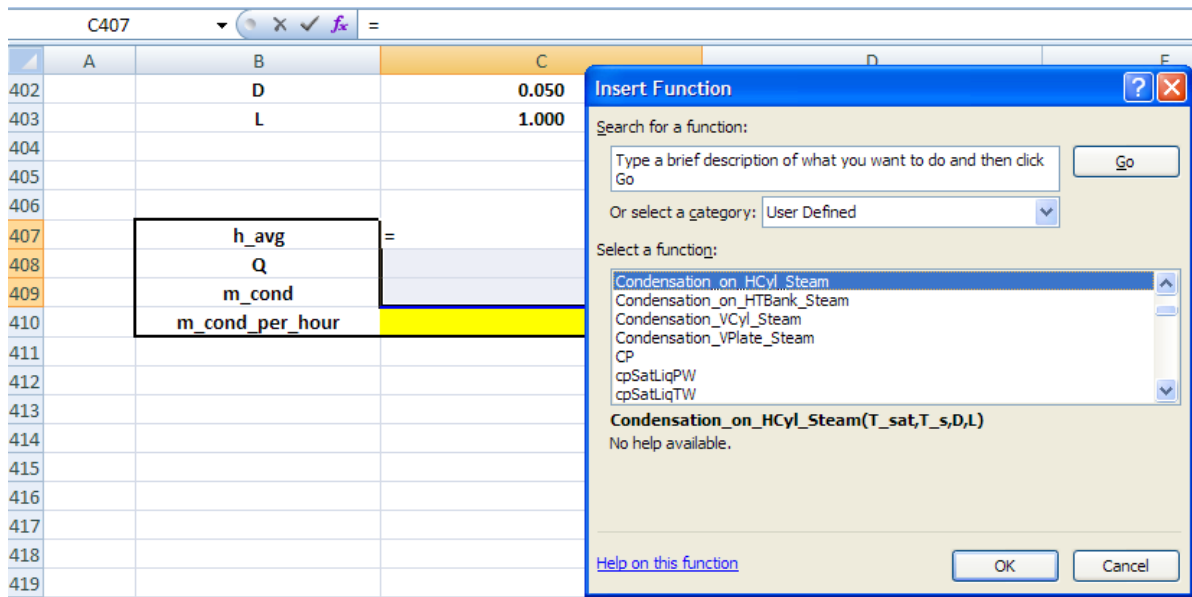 C407 fx =
A B C D E
402 D 0.050
403 L 1.000
404
405
406
407 h_avg =
408 Q
409 m_cond
410 m_cond_per_hour
411
412
413
414
415
416
417
418
419
Insert Function
Search for a function:
Type a brief description of what you want to do and then click
Go
Go
Or select a category: User Defined
Select a function:
Condensation_on_HCyl_Steam
Condensation_on_HTBank_Steam
Condensation_VCyl_Steam
Condensation_VPlate_Steam
CP
cpSatLiqPW
cpSatLiqTW
Condensation_on_HCyl_Steam(T_sat,T_s,D,L)
No help available.
Help on this function
OK Cancel